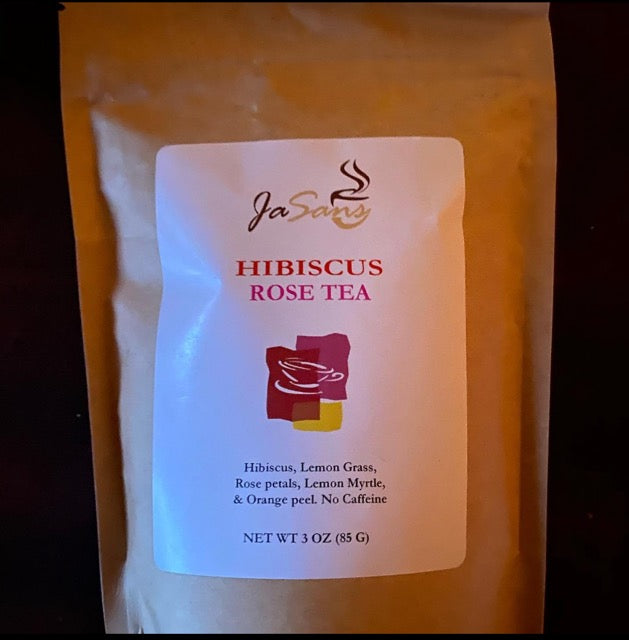 JaSans
HIBISCUS
ROSE TEA
Hibiscus, Lemon Grass,
Rose petals, Lemon Myrtle,
& Orange peel. No Caffeine
NET WT 3 OZ (85 G)